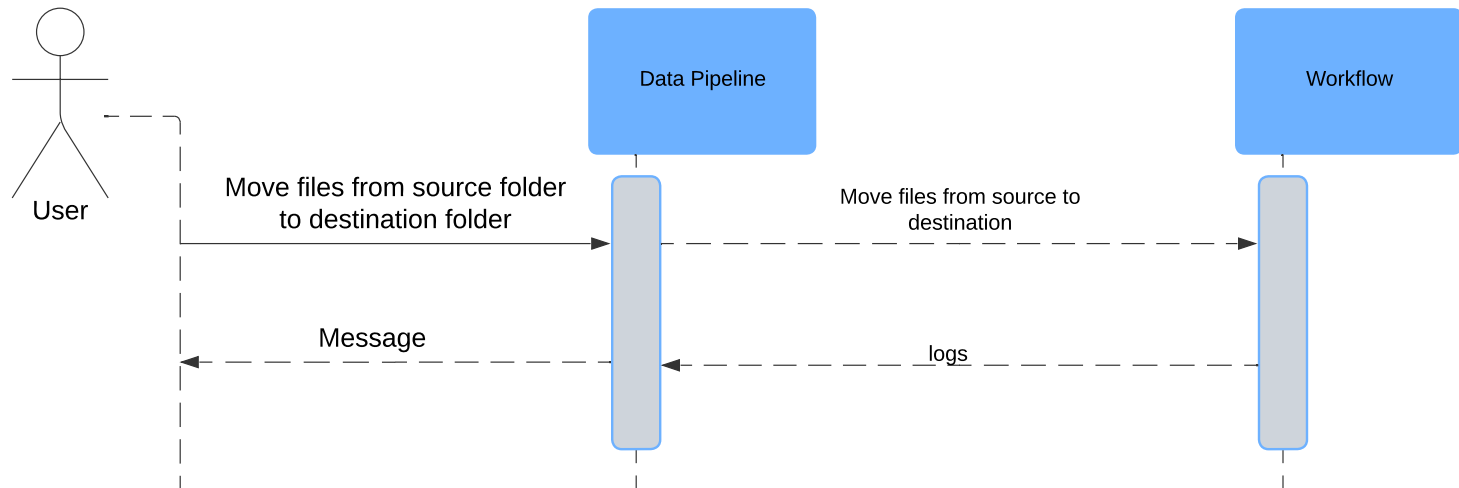 Data Pipeline
Workflow
User
Move files from source folder
to destination folder
Move files from source to
destination
Message
logs